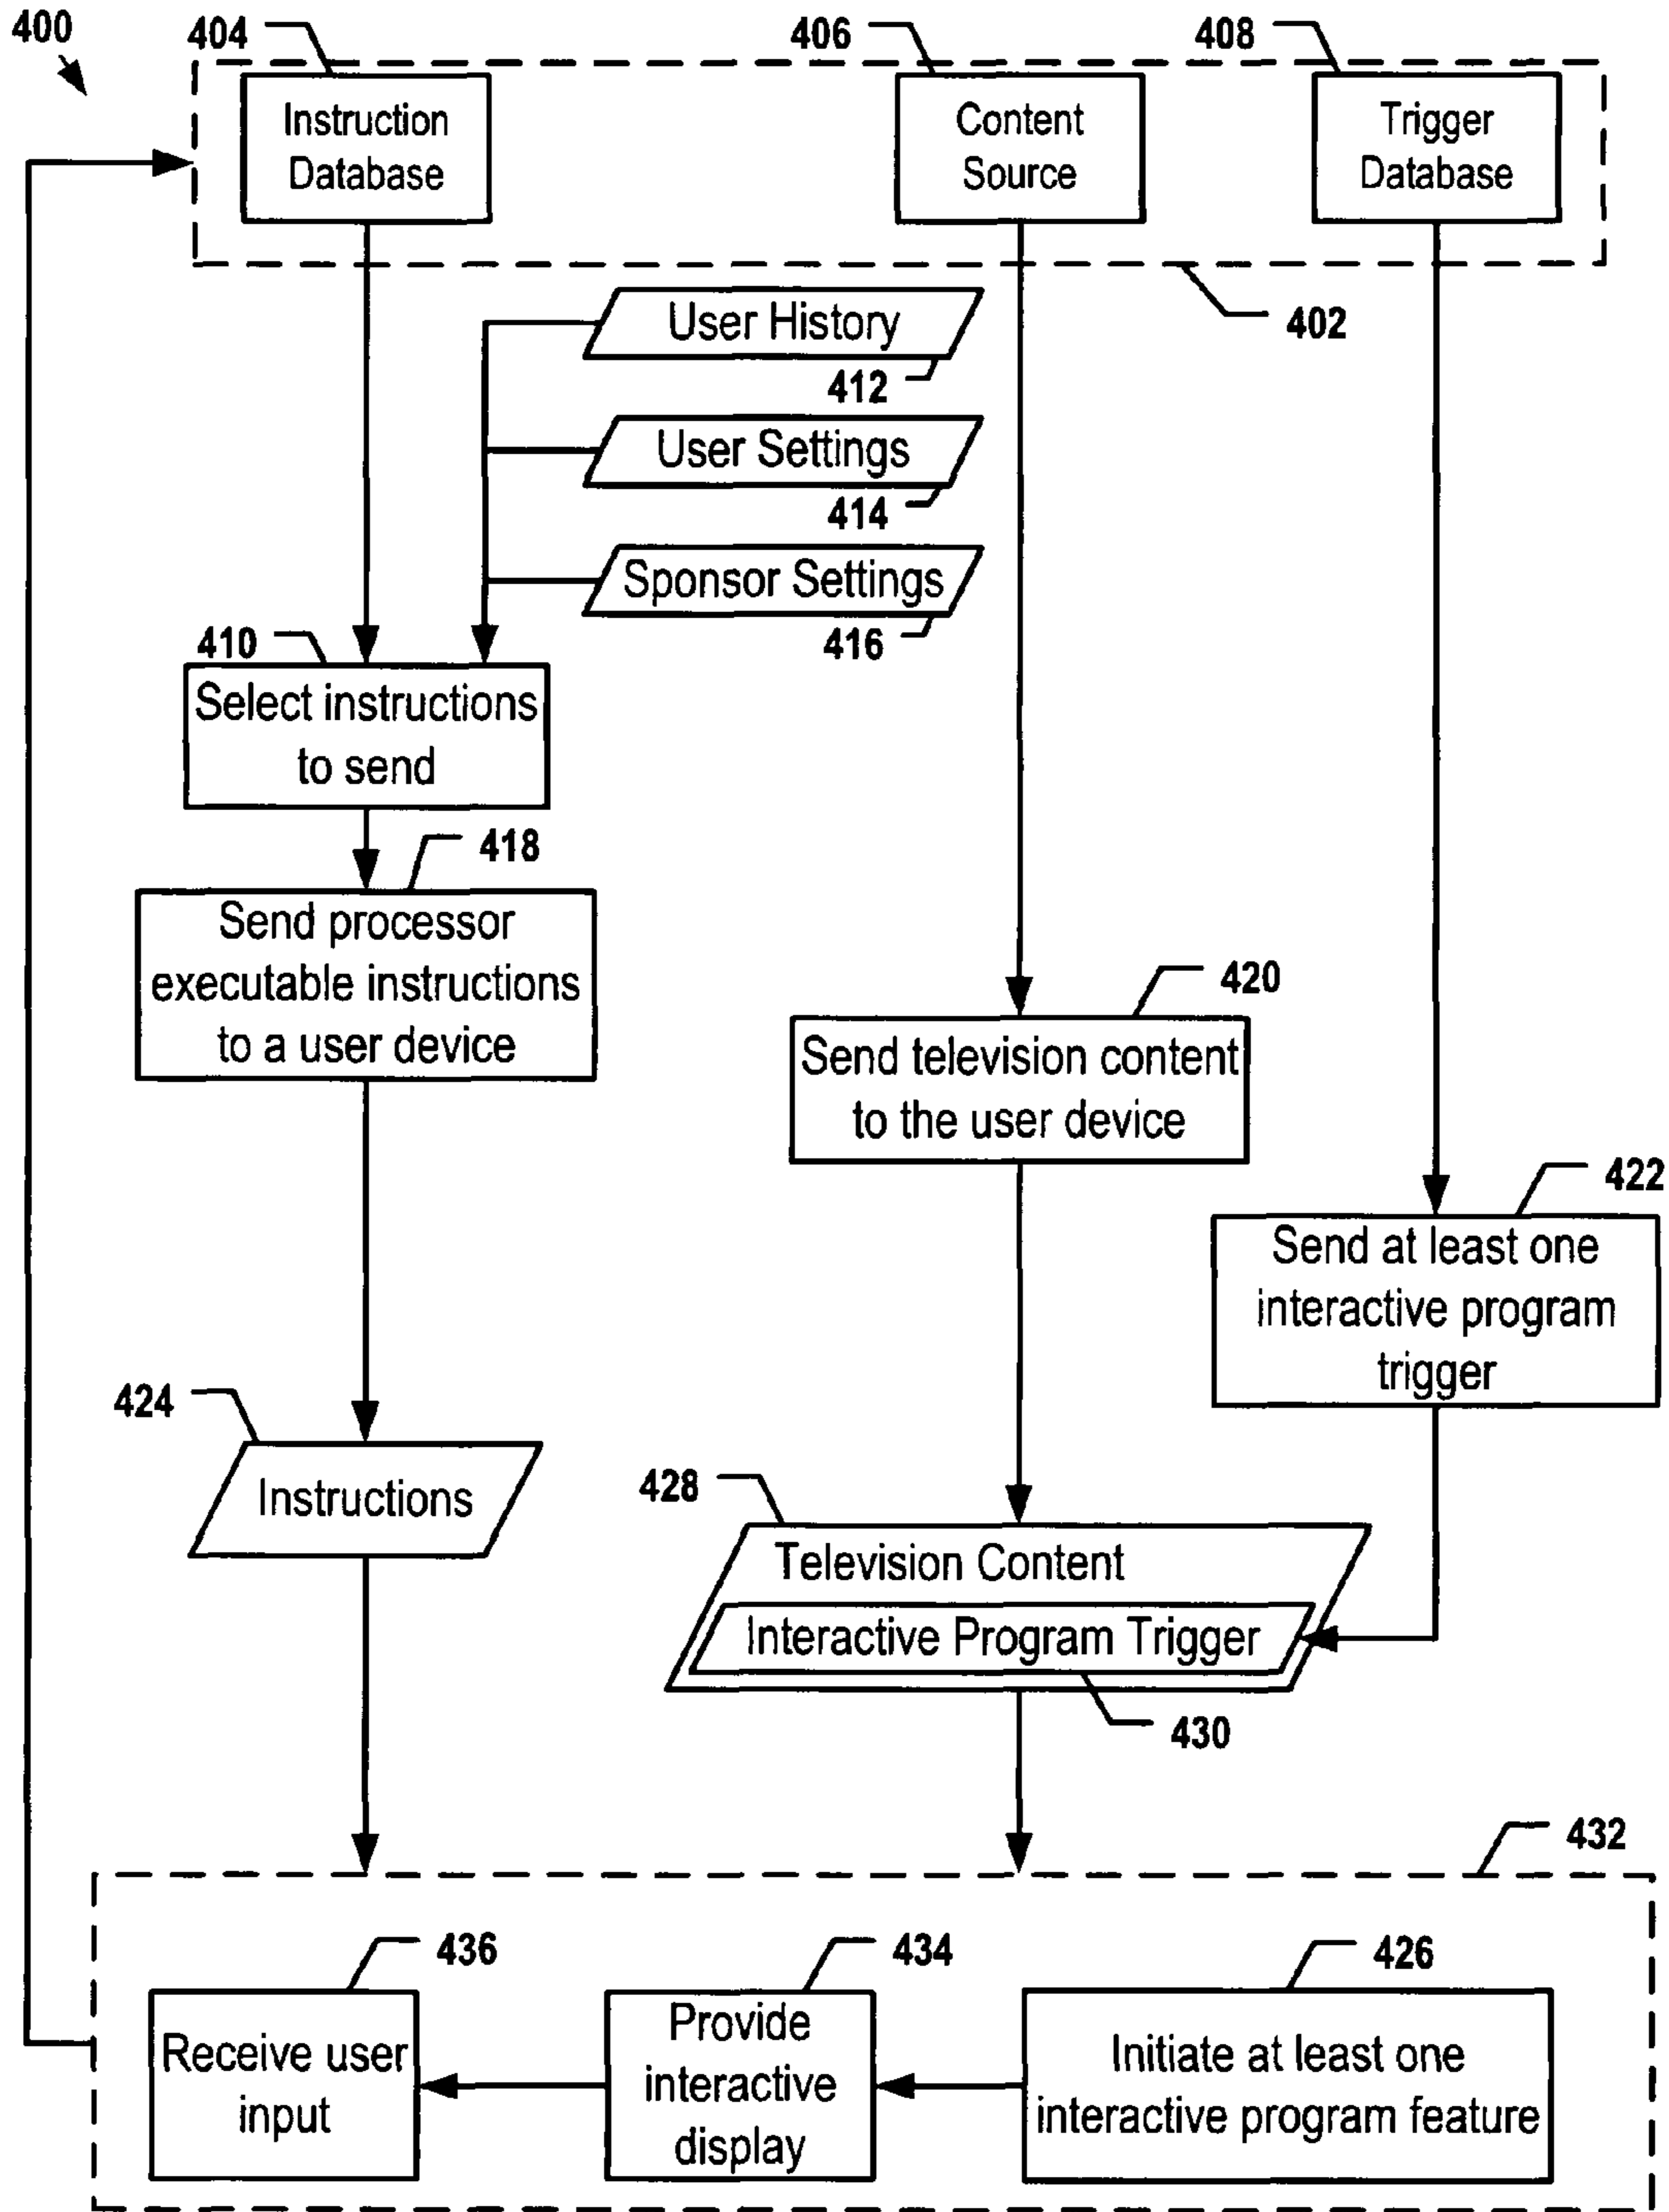 400
404
406
408
Instruction
Database
Content
Source
Trigger
Database
402
User History
412
User Settings
414
Sponsor Settings
416
410
Select instructions
to send
418
Send processor
executable instructions
to a user device
420
Send television content
to the user device
422
Send at least one
interactive program
trigger
424
Instructions
428
Television Content
Interactive Program Trigger
430
432
436
434
426
Receive user
input
Provide
interactive
display
Initiate at least one
interactive program feature